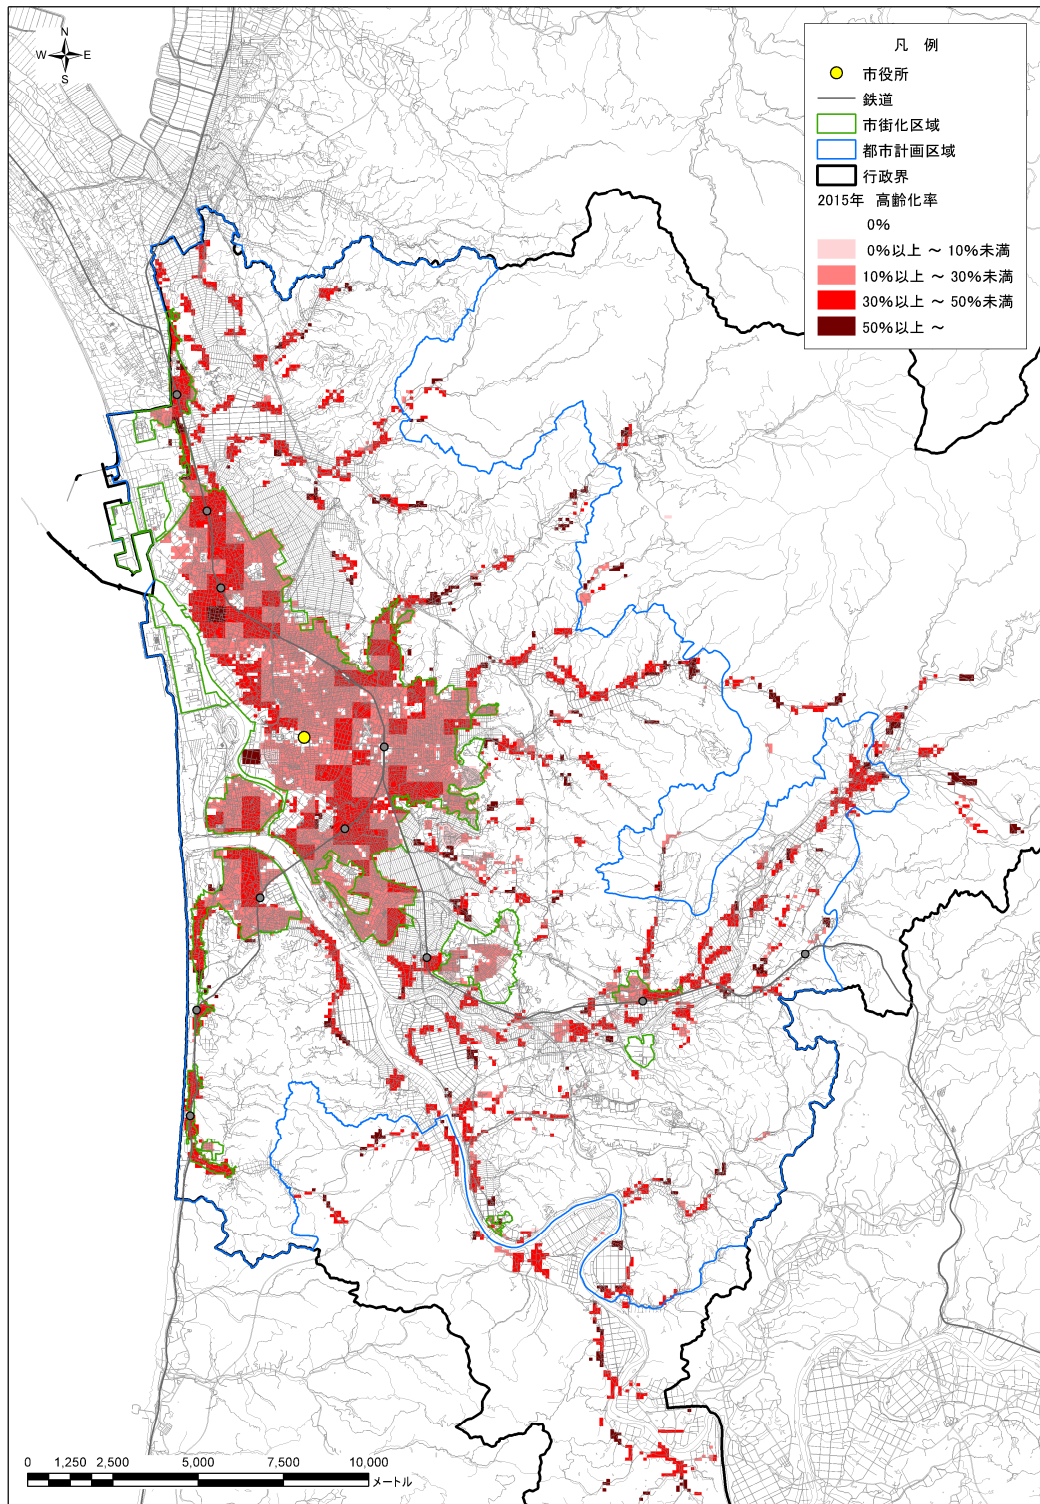 N
W E
S
凡 例
市役所
鉄道
市街化区域
都市計画区域
行政界
2015年 高齢化率
0%
0%以上 ~ 10%未満
10%以上 ~ 30%未満
30%以上 ~ 50%未満
50%以上 ~
0 1,250 2,500 5,000 7,500 10,000
メートル